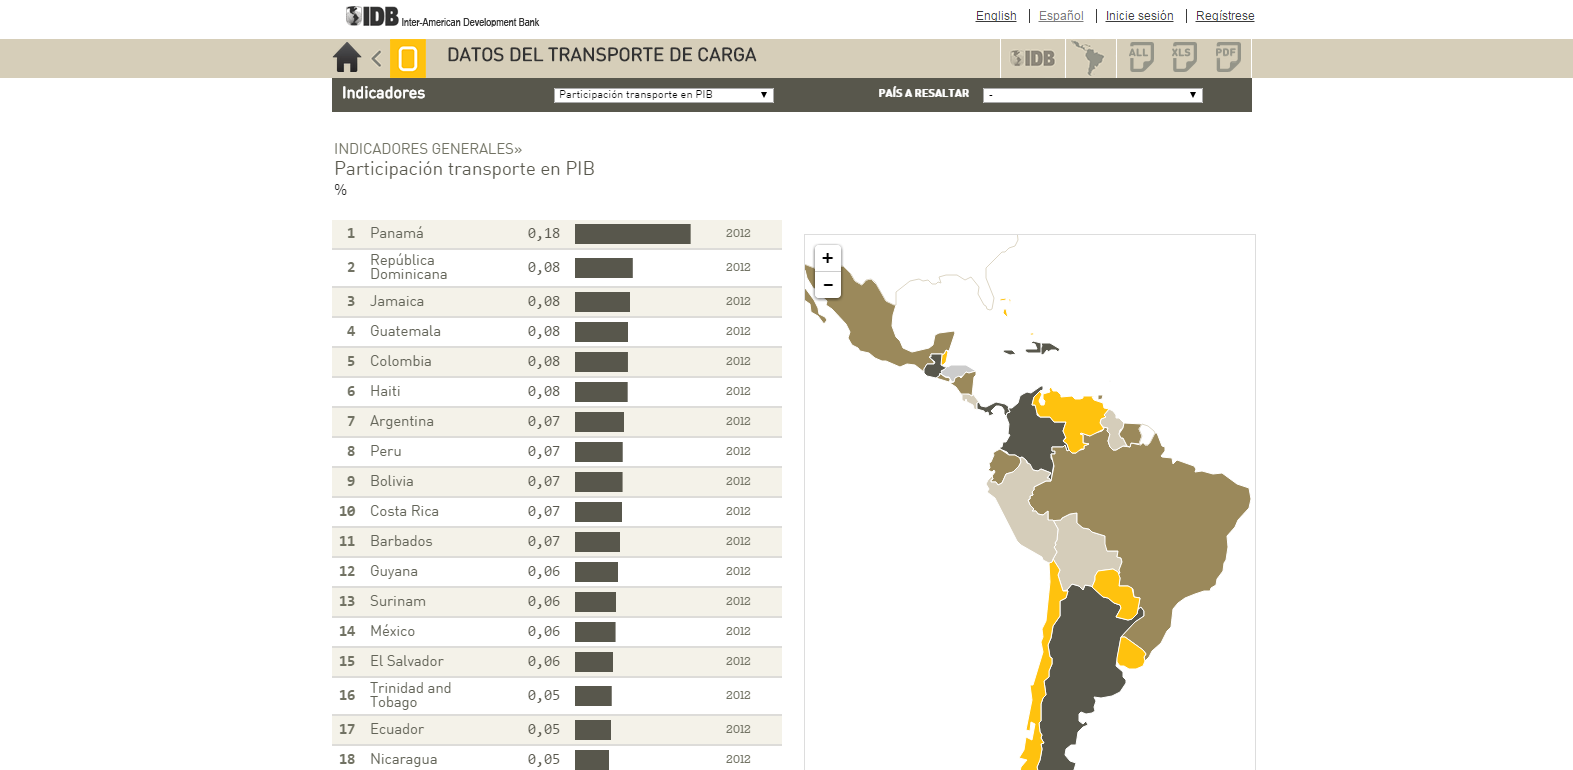 IDB Inter-American Development Bank
English | Español | Inicie sesión | Regístrese
DATOS DEL TRANSPORTE DE CARGA
IDB
ALL
XLS
PDF
Indicadores
Participación transporte en PIB
PAÍS A RESALTAR
-
INDICADORES GENERALES»
Participación transporte en PIB
%
1 Panamá 0,18 2012
2 República Dominicana 0,08 2012
3 Jamaica 0,08 2012
4 Guatemala 0,08 2012
5 Colombia 0,08 2012
6 Haiti 0,08 2012
7 Argentina 0,07 2012
8 Peru 0,07 2012
9 Bolivia 0,07 2012
10 Costa Rica 0,07 2012
11 Barbados 0,07 2012
12 Guyana 0,06 2012
13 Surinam 0,06 2012
14 México 0,06 2012
15 El Salvador 0,06 2012
16 Trinidad and Tobago 0,05 2012
17 Ecuador 0,05 2012
18 Nicaragua 0,05 2012
+
−